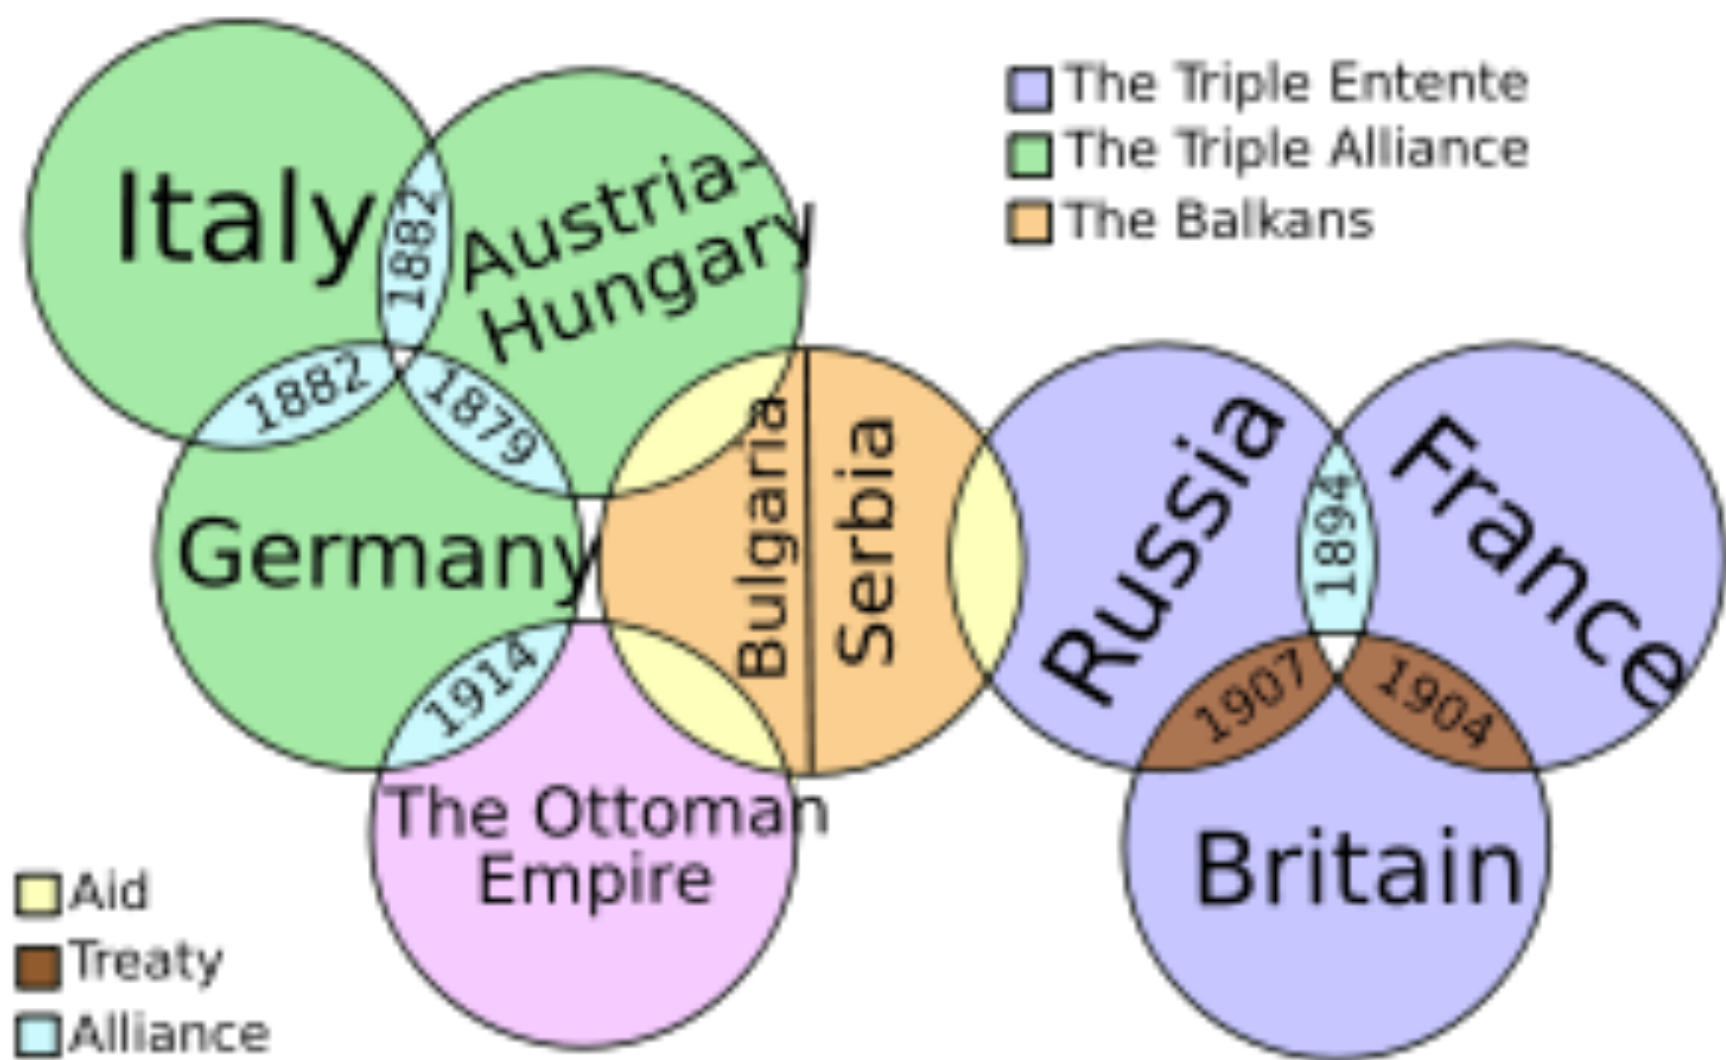 Italy
1882
Austria-
Hungary
The Triple Entente
The Triple Alliance
The Balkans
1882
1879
Germany
Bulgaria
Serbia
Russia
1894
France
1914
1907
1904
The Ottoman
Empire
Britain
Aid
Treaty
Alliance